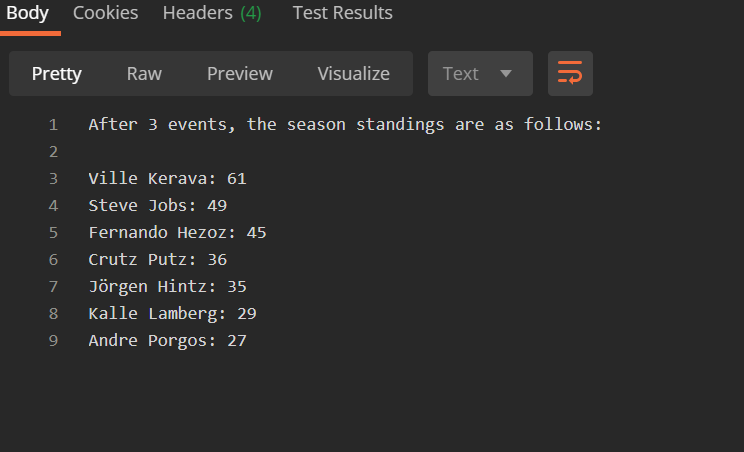 Body Cookies Headers (4) Test Results
Pretty Raw Preview Visualize Text
1 After 3 events, the season standings are as follows:
2
3 Ville Kerava: 61
4 Steve Jobs: 49
5 Fernando Hezoz: 45
6 Crutz Putz: 36
7 Jörgen Hintz: 35
8 Kalle Lamberg: 29
9 Andre Porgos: 27